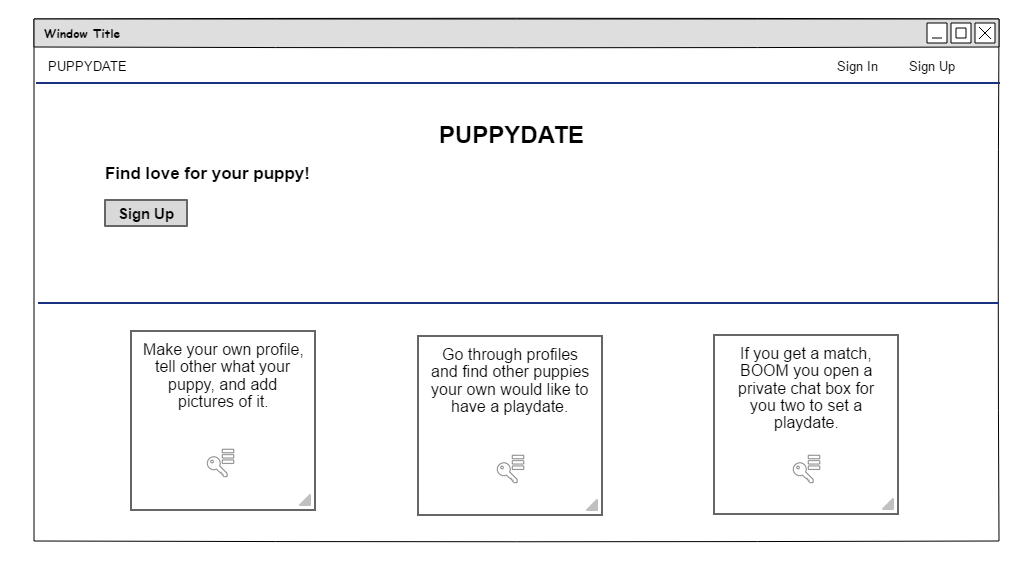 Window Title
PUPPYDATE
Sign In
Sign Up
PUPPYDATE
Find love for your puppy!
Sign Up
Make your own profile,
tell other what your
puppy, and add
pictures of it.
Go through profiles
and find other puppies
your own would like to
have a playdate.
If you get a match,
BOOM you open a
private chat box for
you two to set a
playdate.